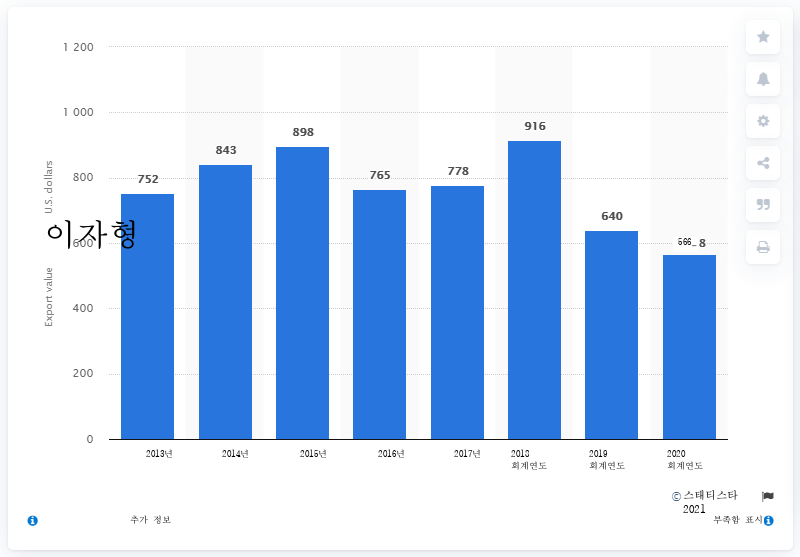 1 200
1 000
800
600
400
200
0
Export value
이자형
U.S. dollars
752
843
898
765
778
916
640
566_8
2013년
2014년
2015년
2016년
2017년
2018
회계연도
2019
회계연도
2020
회계연도
© 스태티스타
2021
추가 정보
부족함 표시